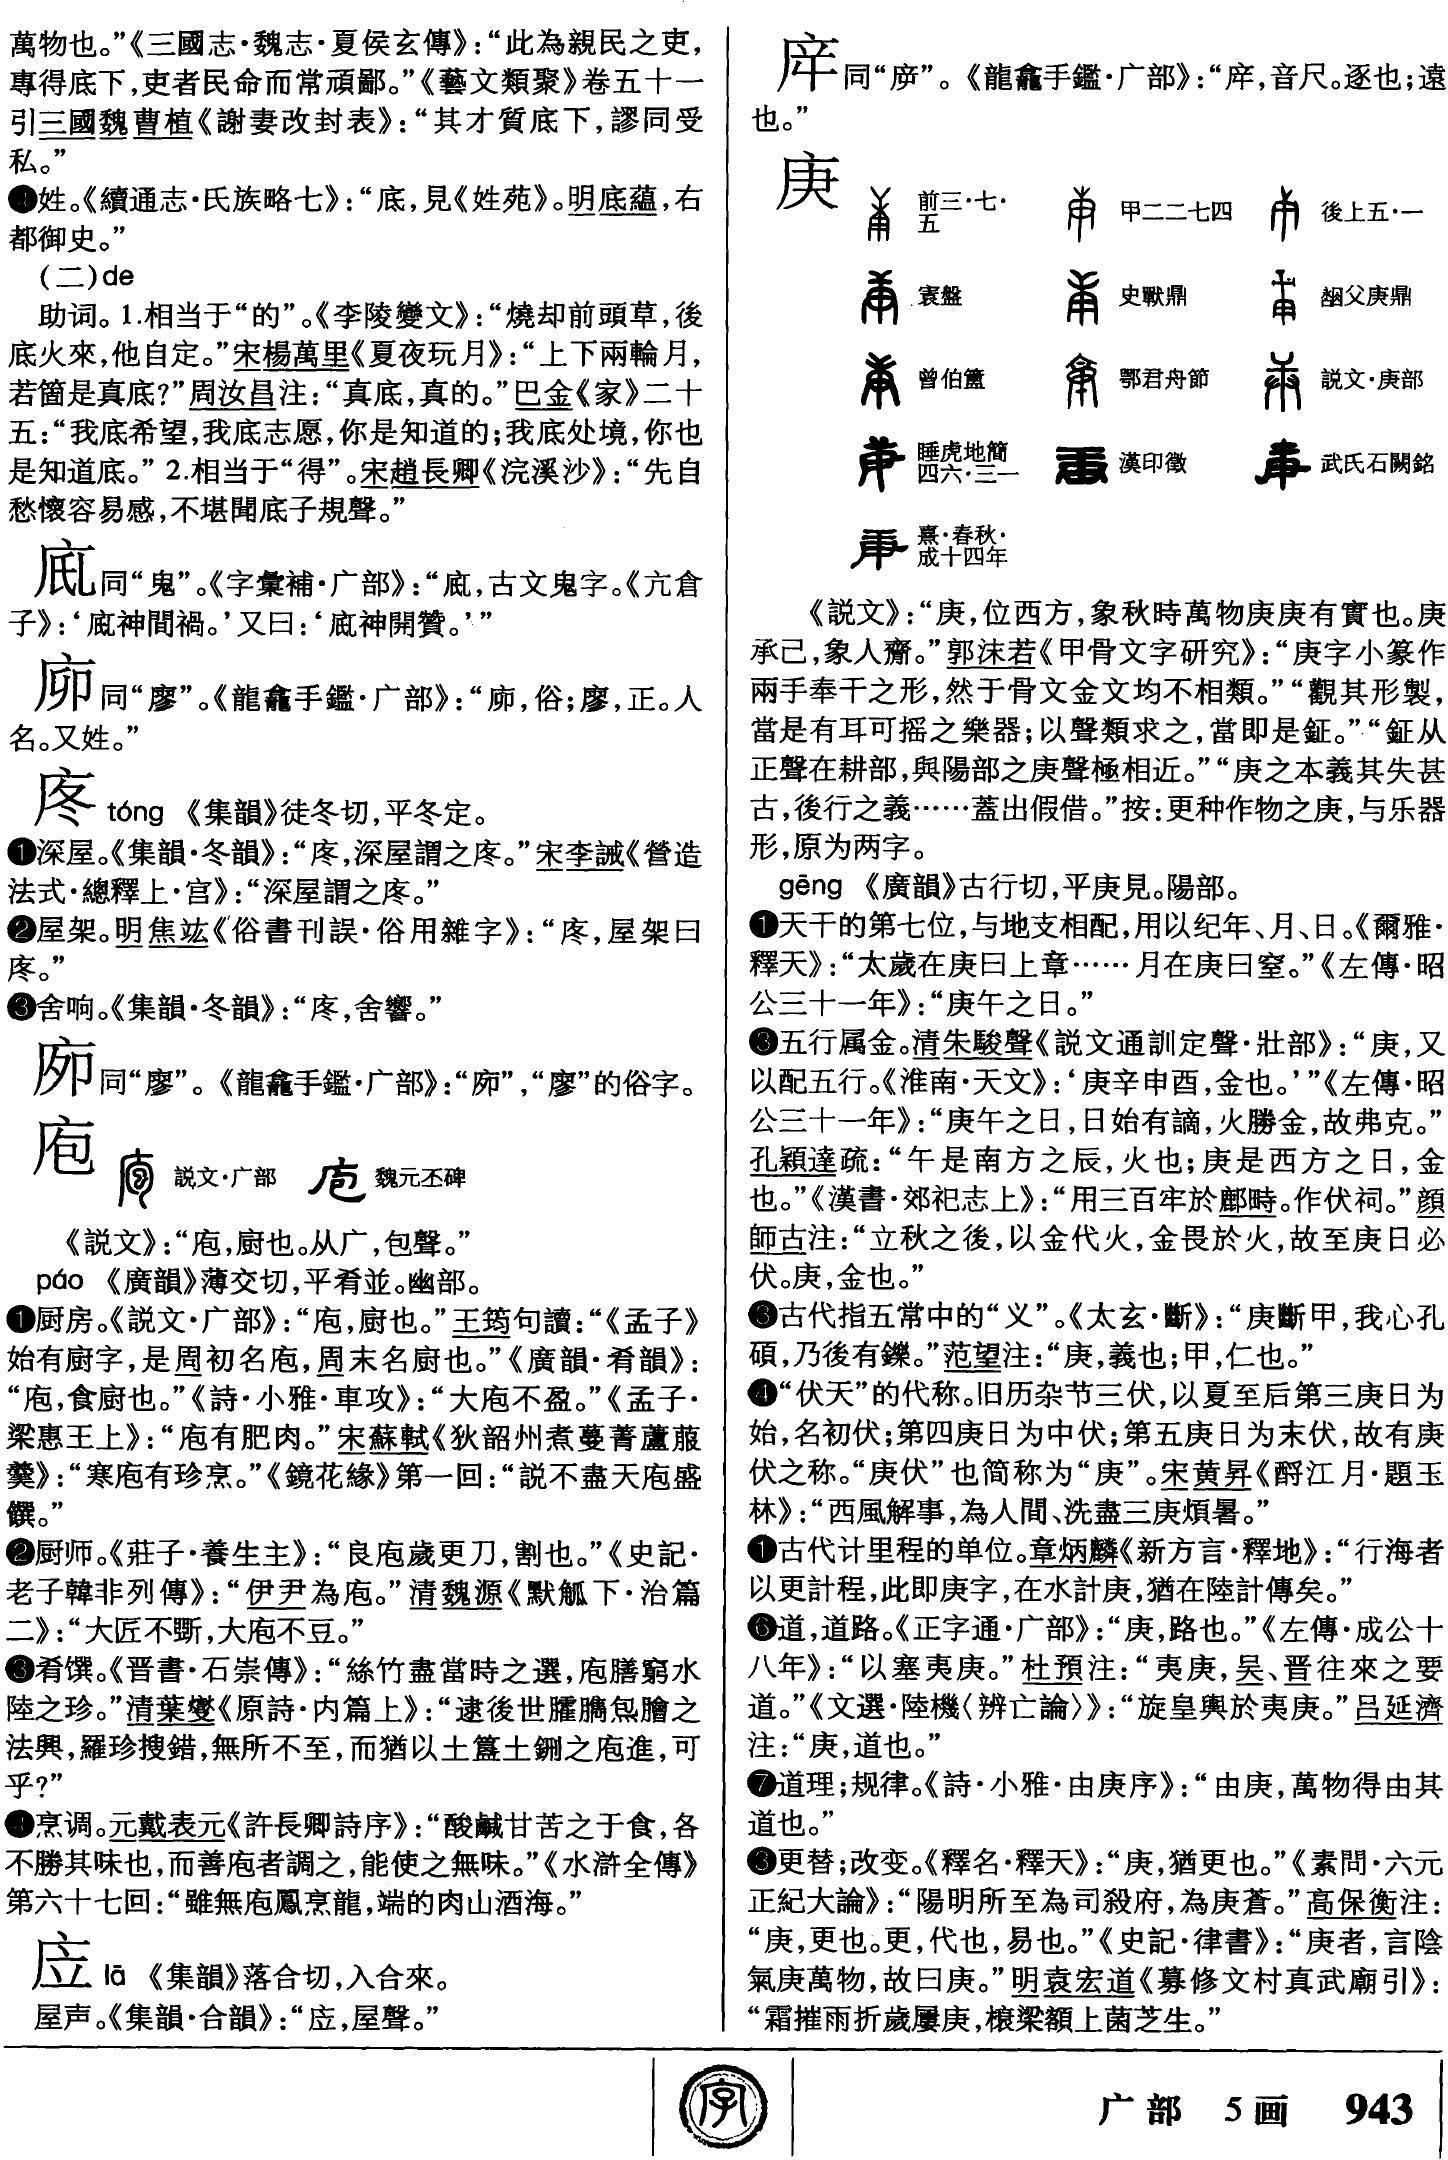 萬物也。”《三國志·魏志·夏侯玄傳》：“此為親民之吏，
專得底下，吏者民命而常頑鄙。”《藝文類聚》卷五十一
引三國魏曹植《謝妻改封表》：“其才質底下，謬同受
私。”
❹姓。《續通志·氏族略七》：“底，見《姓苑》。明底蘊，右
都御史。”
（二）de
助词。1.相当于“的”。《李陵變文》：“燒却前頭草，後
底火來，他自定。”宋楊萬里《夏夜玩月》：“上下兩輪月，
若箇是真底？”周汝昌注：“真底，真的。”巴金《家》二十
五：“我底希望，我底志愿，你是知道的；我底处境，你也
是知道底。”2.相当于“得”。宋趙長卿《浣溪沙》：“先自
愁懷容易感，不堪聞底子規聲。”
同“鬼”。《字彙補·广部》：“，古文鬼字。《亢倉
子》：‘神間禍。’又曰：‘神開贊。’”
同“廖”。《龍龕手鑑·广部》：“，俗；廖，正。人
名。又姓。”
庝 tóng 《集韻》徒冬切，平冬定。
❶深屋。《集韻·冬韻》：“庝，深屋謂之庝。”宋李誡《營造
法式·總釋上·宫》：“深屋謂之庝。”
❷屋架。明焦竑《俗書刊誤·俗用雜字》：“庝，屋架曰
庝。”
❸舍响。《集韻·冬韻》：“庝，舍響。”
同“廖”。《龍龕手鑑·广部》：“”，“廖”的俗字。
庖 説文·广部 魏元丕碑
《説文》：“庖，廚也。从广，包聲。”
páo 《廣韻》薄交切，平肴並。幽部。
❶厨房。《説文·广部》：“庖，廚也。”王筠句讀：“《孟子》
始有廚字，是周初名庖，周末名廚也。”《廣韻·肴韻》：
“庖，食廚也。”《詩·小雅·車攻》：“大庖不盈。”《孟子·
梁惠王上》：“庖有肥肉。”宋蘇軾《狄韶州煮蔓菁蘆菔
羹》：“寒庖有珍烹。”《鏡花緣》第一回：“説不盡天庖盛
饌。”
❷厨师。《莊子·養生主》：“良庖歲更刀，割也。”《史記·
老子韓非列傳》：“伊尹為庖。”清魏源《默觚下·治篇
二》：“大匠不斲，大庖不豆。”
❸肴馔。《晋書·石崇傳》：“絲竹盡當時之選，庖膳窮水
陸之珍。”清葉燮《原詩·内篇上》：“逮後世臛臇炰膾之
法興，羅珍搜錯，無所不至，而猶以土簋土鉶之庖進，可
乎？”
❹烹调。元戴表元《許長卿詩序》：“酸鹹甘苦之于食，各
不勝其味也，而善庖者調之，能使之無味。”《水滸全傳》
第六十七回：“雖無庖鳳烹龍，端的肉山酒海。”
㡴 lā 《集韻》落合切，入合來。
屋声。《集韻·合韻》：“㡴，屋聲。”
同“㡿”。《龍龕手鑑·广部》：“，音尺。逐也；遠
也。”
庚 前三·七·五 甲二二七四 後上五·一
寰盤 史獸鼎 父庚鼎
曾伯簠 鄂君舟節 説文·庚部
睡虎地簡四六·三一 漢印徵 武氏石闕銘
熹·春秋·成十四年
《説文》：“庚，位西方，象秋時萬物庚庚有實也。庚
承己，象人齎。”郭沫若《甲骨文字研究》：“庚字小篆作
兩手奉干之形，然于骨文金文均不相類。”“觀其形製，
當是有耳可摇之樂器；以聲類求之，當即是鉦。”“鉦从
正聲在耕部，與陽部之庚聲極相近。”“庚之本義其失甚
古，後行之義……蓋出假借。”按：更种作物之庚，与乐器
形，原为两字。
gēng 《廣韻》古行切，平庚見。陽部。
❶天干的第七位，与地支相配，用以纪年、月、日。《爾雅·
釋天》：“太歲在庚曰上章……月在庚曰窒。”《左傳·昭
公三十一年》：“庚午之日。”
❸五行属金。清朱駿聲《説文通訓定聲·壯部》：“庚，又
以配五行。《淮南·天文》：‘庚辛申酉，金也。’”《左傳·昭
公三十一年》：“庚午之日，日始有謫，火勝金，故弗克。”
孔穎達疏：“午是南方之辰，火也；庚是西方之日，金
也。”《漢書·郊祀志上》：“用三百牢於鄜畤。作伏祠。”顔
師古注：“立秋之後，以金代火，金畏於火，故至庚日必
伏。庚，金也。”
❸古代指五常中的“义”。《太玄·斷》：“庚斷甲，我心孔
碩，乃後有鑠。”范望注：“庚，義也；甲，仁也。”
❹“伏天”的代称。旧历杂节三伏，以夏至后第三庚日为
始，名初伏；第四庚日为中伏；第五庚日为末伏，故有庚
伏之称。“庚伏”也简称为“庚”。宋黄昇《酹江月·題玉
林》：“西風解事，為人間、洗盡三庚煩暑。”
❶古代计里程的单位。章炳麟《新方言·釋地》：“行海者
以更計程，此即庚字，在水計庚，猶在陸計傳矣。”
❻道，道路。《正字通·广部》：“庚，路也。”《左傳·成公十
八年》：“以塞夷庚。”杜預注：“夷庚，吴、晋往來之要
道。”《文選·陸機〈辨亡論〉》：“旋皇輿於夷庚。”吕延濟
注：“庚，道也。”
❼道理；规律。《詩·小雅·由庚序》：“由庚，萬物得由其
道也。”
❸更替；改变。《釋名·釋天》：“庚，猶更也。”《素問·六元
正紀大論》：“陽明所至為司殺府，為庚蒼。”高保衡注：
“庚，更也。更，代也，易也。”《史記·律書》：“庚者，言陰
氣庚萬物，故曰庚。”明袁宏道《募修文村真武廟引》：
“霜摧雨折歲屢庚，榱梁額上菌芝生。”
字
广部 5画 943